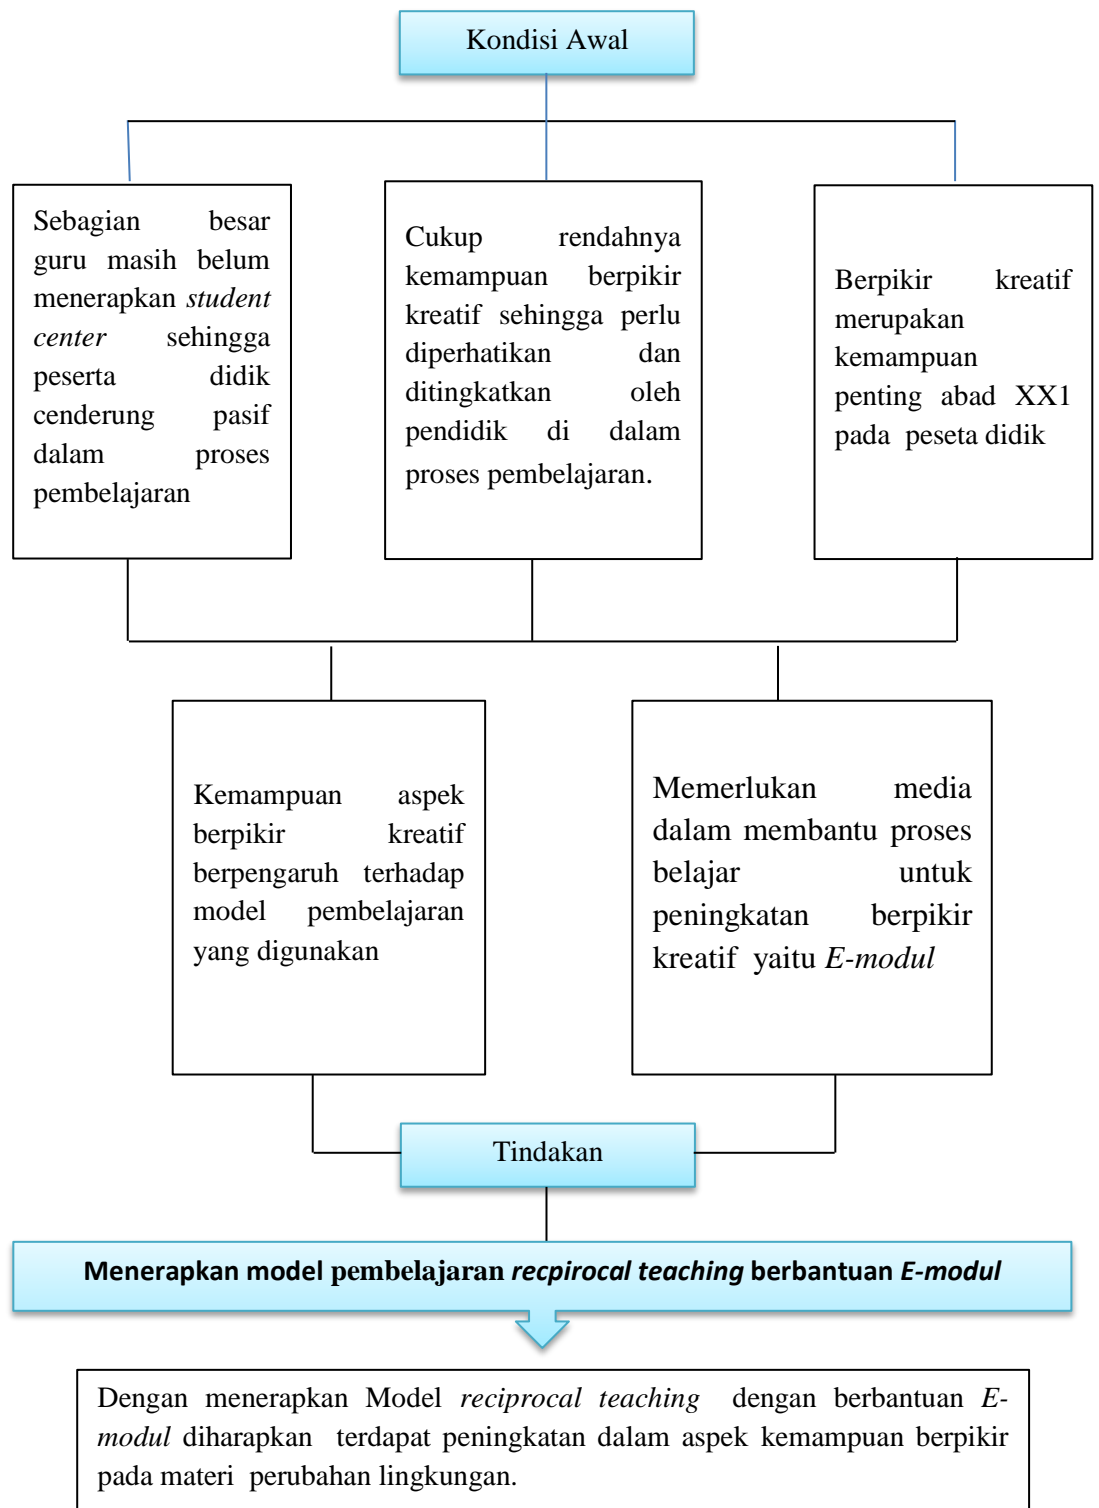 Kondisi Awal
Sebagian besar
guru masih belum
menerapkan student
center sehingga
peserta didik
cenderung pasif
dalam proses
pembelajaran
Cukup rendahnya
kemampuan berpikir
kreatif sehingga perlu
diperhatikan dan
ditingkatkan oleh
pendidik di dalam
proses pembelajaran.
Berpikir kreatif
merupakan
kemampuan
penting abad XX1
pada peseta didik
Kemampuan aspek
berpikir kreatif
berpengaruh terhadap
model pembelajaran
yang digunakan
Memerlukan media
dalam membantu proses
belajar untuk
peningkatan berpikir
kreatif yaitu E-modul
Tindakan
Menerapkan model pembelajaran recpirocal teaching berbantuan E-modul
Dengan menerapkan Model reciprocal teaching dengan berbantuan E-
modul diharapkan terdapat peningkatan dalam aspek kemampuan berpikir
pada materi perubahan lingkungan.